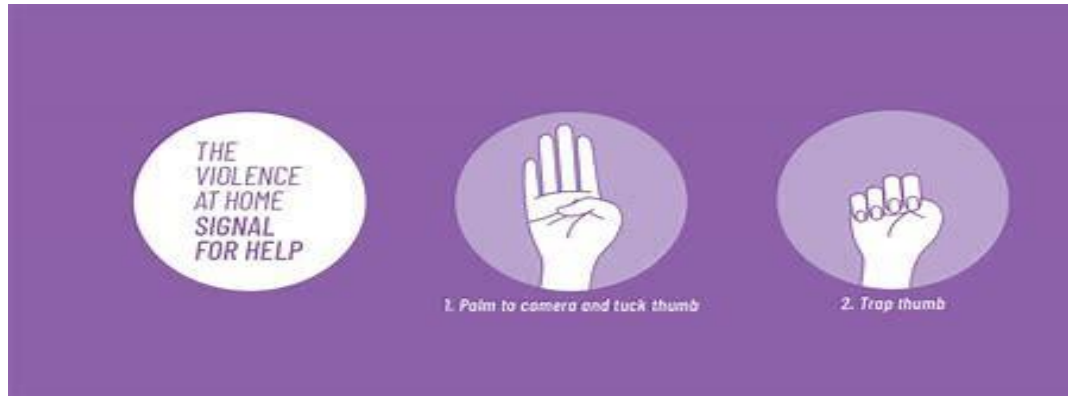 THE
VIOLENCE
AT HOME
SIGNAL
FOR HELP
1. Palm to camera and tuck thumb
2. Trap thumb